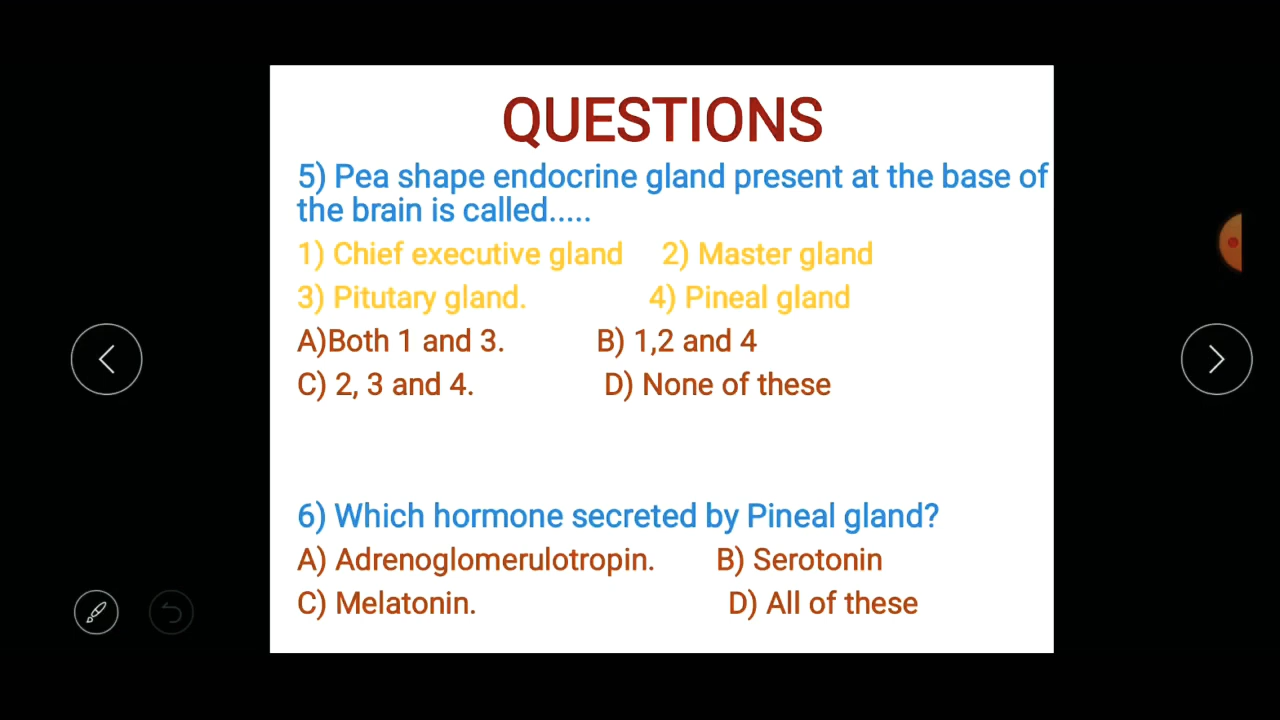 QUESTIONS
5) Pea shape endocrine gland present at the base of
the brain is called.....
1) Chief executive gland 2) Master gland
3) Pitutary gland. 4) Pineal gland
A)Both 1 and 3. B) 1,2 and 4
C) 2, 3 and 4. D) None of these
6) Which hormone secreted by Pineal gland?
A) Adrenoglomerulotropin. B) Serotonin
C) Melatonin. D) All of these